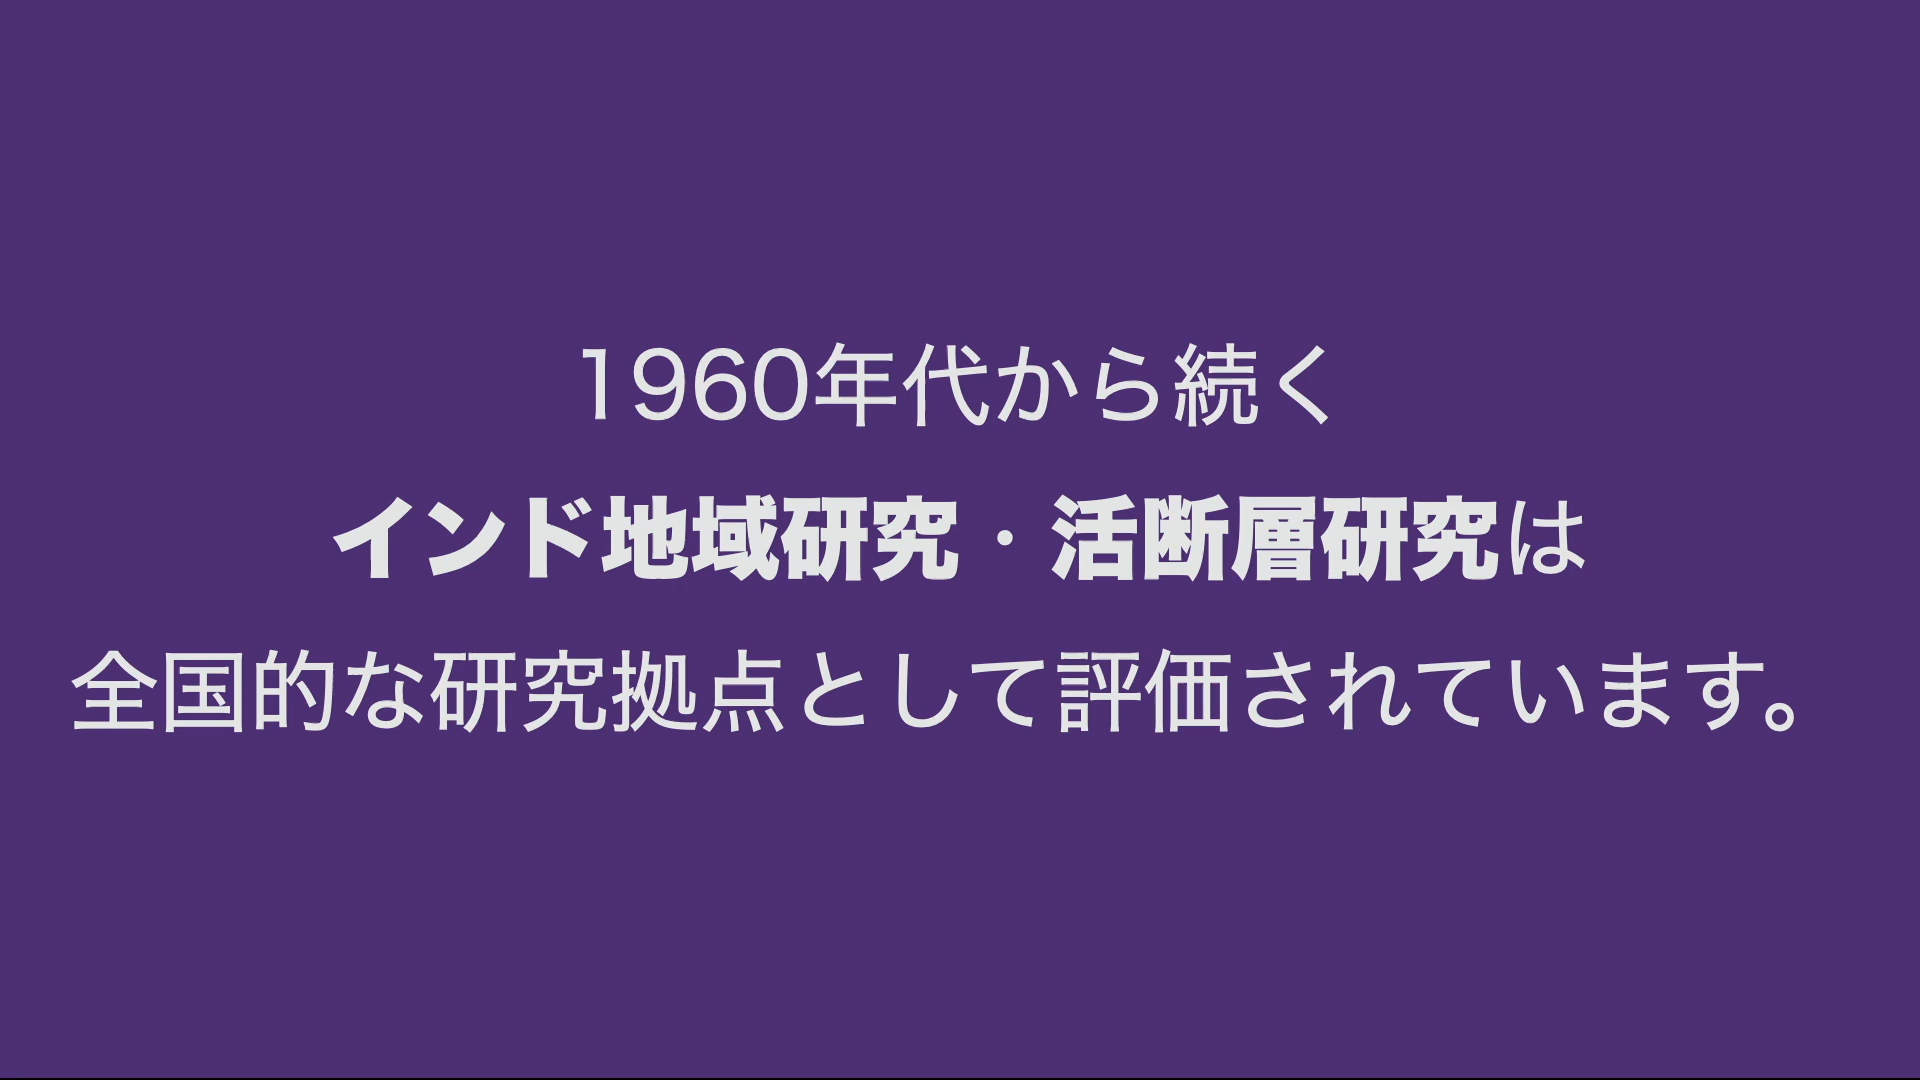 1960年代から続く
インド地域研究・活断層研究は
全国的な研究拠点として評価されています。